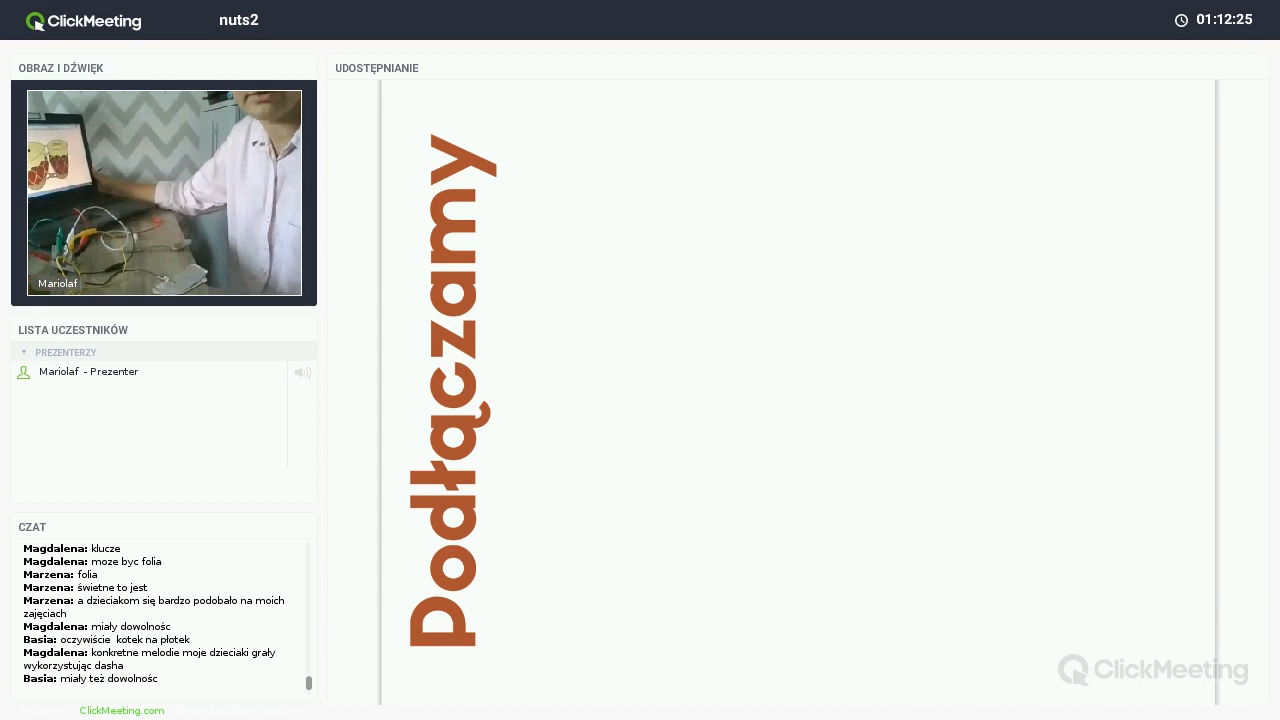 ClickMeeting
nuts2
01:12:25
OBRAZ I DŹWIĘK
Mariolaf
LISTA UCZESTNIKÓW
PREZENTERZY
Mariolaf - Prezenter
CZAT
Magdalena: klucze
Magdalena: moze byc folia
Marzena: folia
Marzena: świetne to jest
Marzena: a dzieciakom się bardzo podobało na moich
zajęciach
Magdalena: miały dowolnośc
Basia: oczywiście kotek na płotek
Magdalena: konkretne melodie moje dzieciaki grały
wykorzystując dasha
Basia: miały też dowolnośc
ClickMeeting.com
UDOSTĘPNIANIE
Podłączamy
ClickMeeting